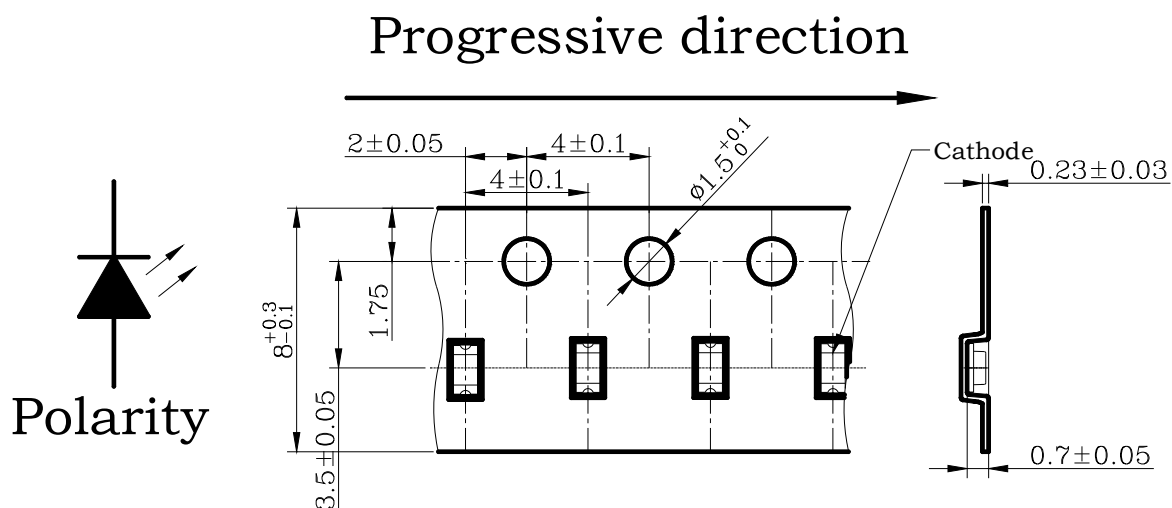 Progressive direction
2±0.05
4±0.1
ø1.5 +0.1 0
4±0.1
Cathode
0.23±0.03
1.75
8 +0.3 -0.1
3.5±0.05
Polarity
0.7±0.05